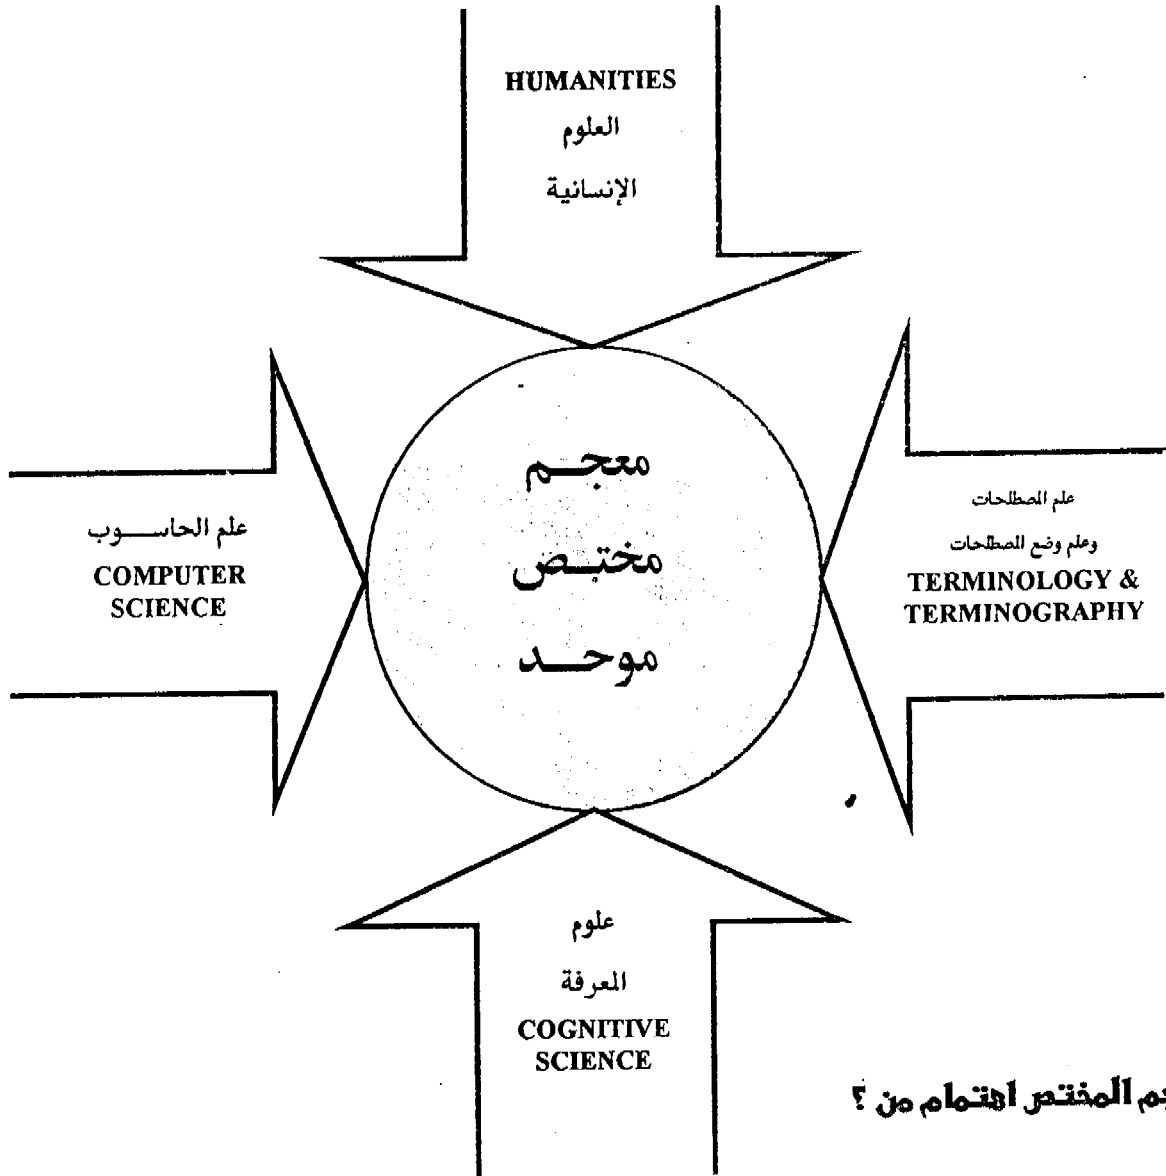 HUMANITIES
العلوم
الإنسانية
معجم
مختص
موحد
علم الحاسوب
COMPUTER
SCIENCE
علم المصطلحات
وعلم وضع المصطلحات
TERMINOLOGY &
TERMINOGRAPHY
علوم
المعرفة
COGNITIVE
SCIENCE
المختص اهتمام من ؟